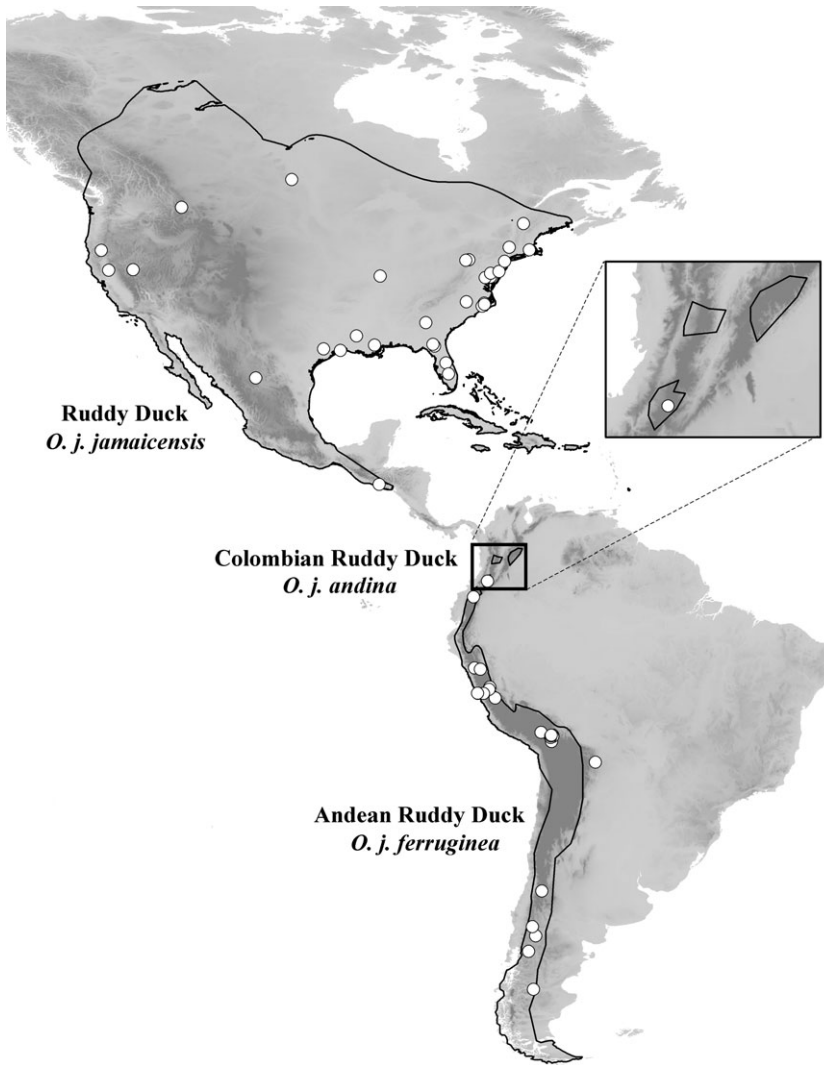 Ruddy Duck
O. j. jamaicensis
Colombian Ruddy Duck
O. j. andina
Andean Ruddy Duck
O. j. ferruginea